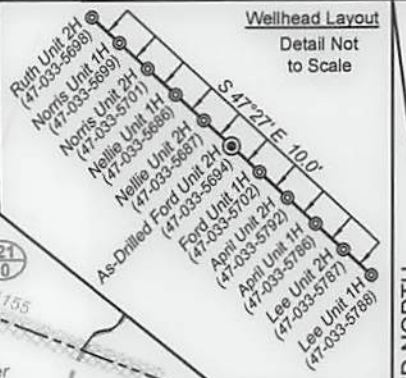 Wellhead Layout
Detail Not
to Scale
S 47°27' E 10.0'
Ruth Unit 2H
(47-033-5698)
Norris Unit 1H
(47-033-5699)
Norris Unit 2H
(47-033-5701)
Nellie Unit 1H
(47-033-5686)
Nellie Unit 2H
(47-033-5687)
As-Drilled Ford Unit 2H
(47-033-5694)
Ford Unit 1H
(47-033-5702)
April Unit 2H
(47-033-5792)
April Unit 1H
(47-033-5786)
Lee Unit 2H
(47-033-5787)
Lee Unit 1H
(47-033-5788)
1155
D NORTH